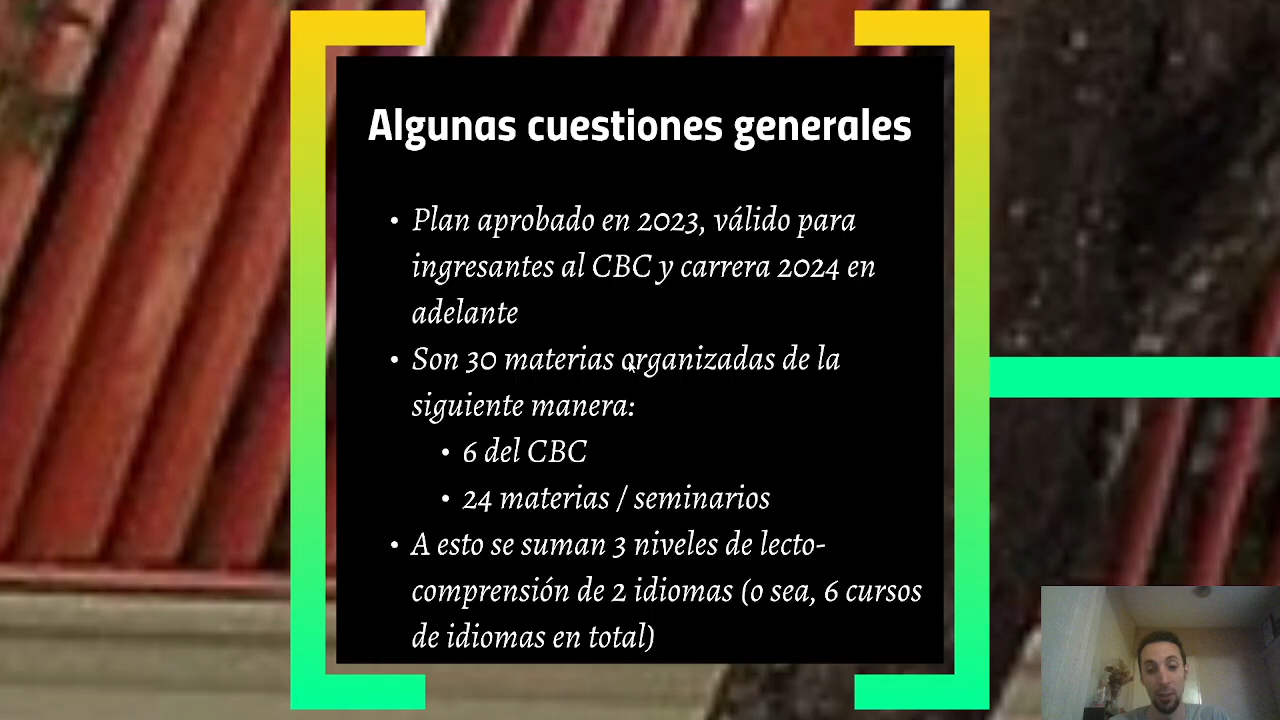 Algunas cuestiones generales
• Plan aprobado en 2023, válido para
ingresantes al CBC y carrera 2024 en
adelante
• Son 30 materias organizadas de la
siguiente manera:
• 6 del CBC
• 24 materias / seminarios
• A esto se suman 3 niveles de lecto-
comprensión de 2 idiomas (o sea, 6 cursos
de idiomas en total)